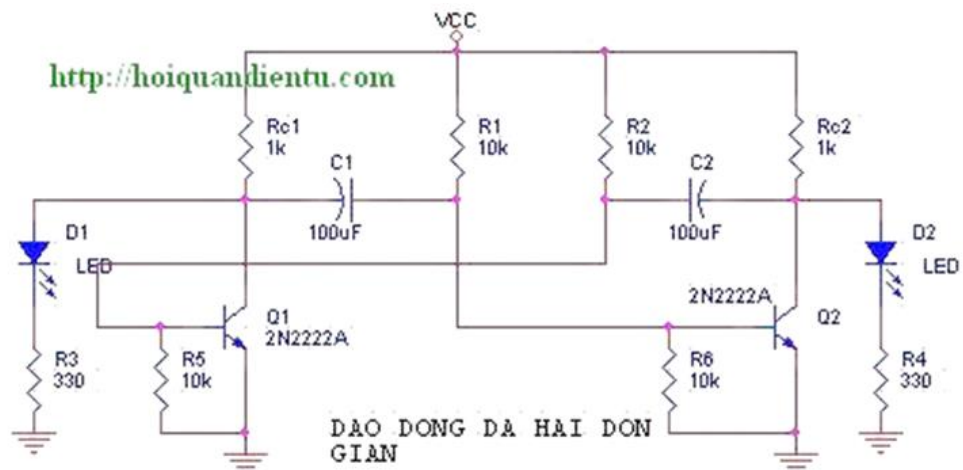 VCC
http://hoiquandientu.com
Rc1
1k
R1
10k
R2
10k
Rc2
1k
C1
100uF
C2
100uF
D1
LED
D2
LED
2N2222A
Q1
2N2222A
Q2
R3
330
R5
10k
R6
10k
R4
330
DAO DONG DA HAI DON
GIAN